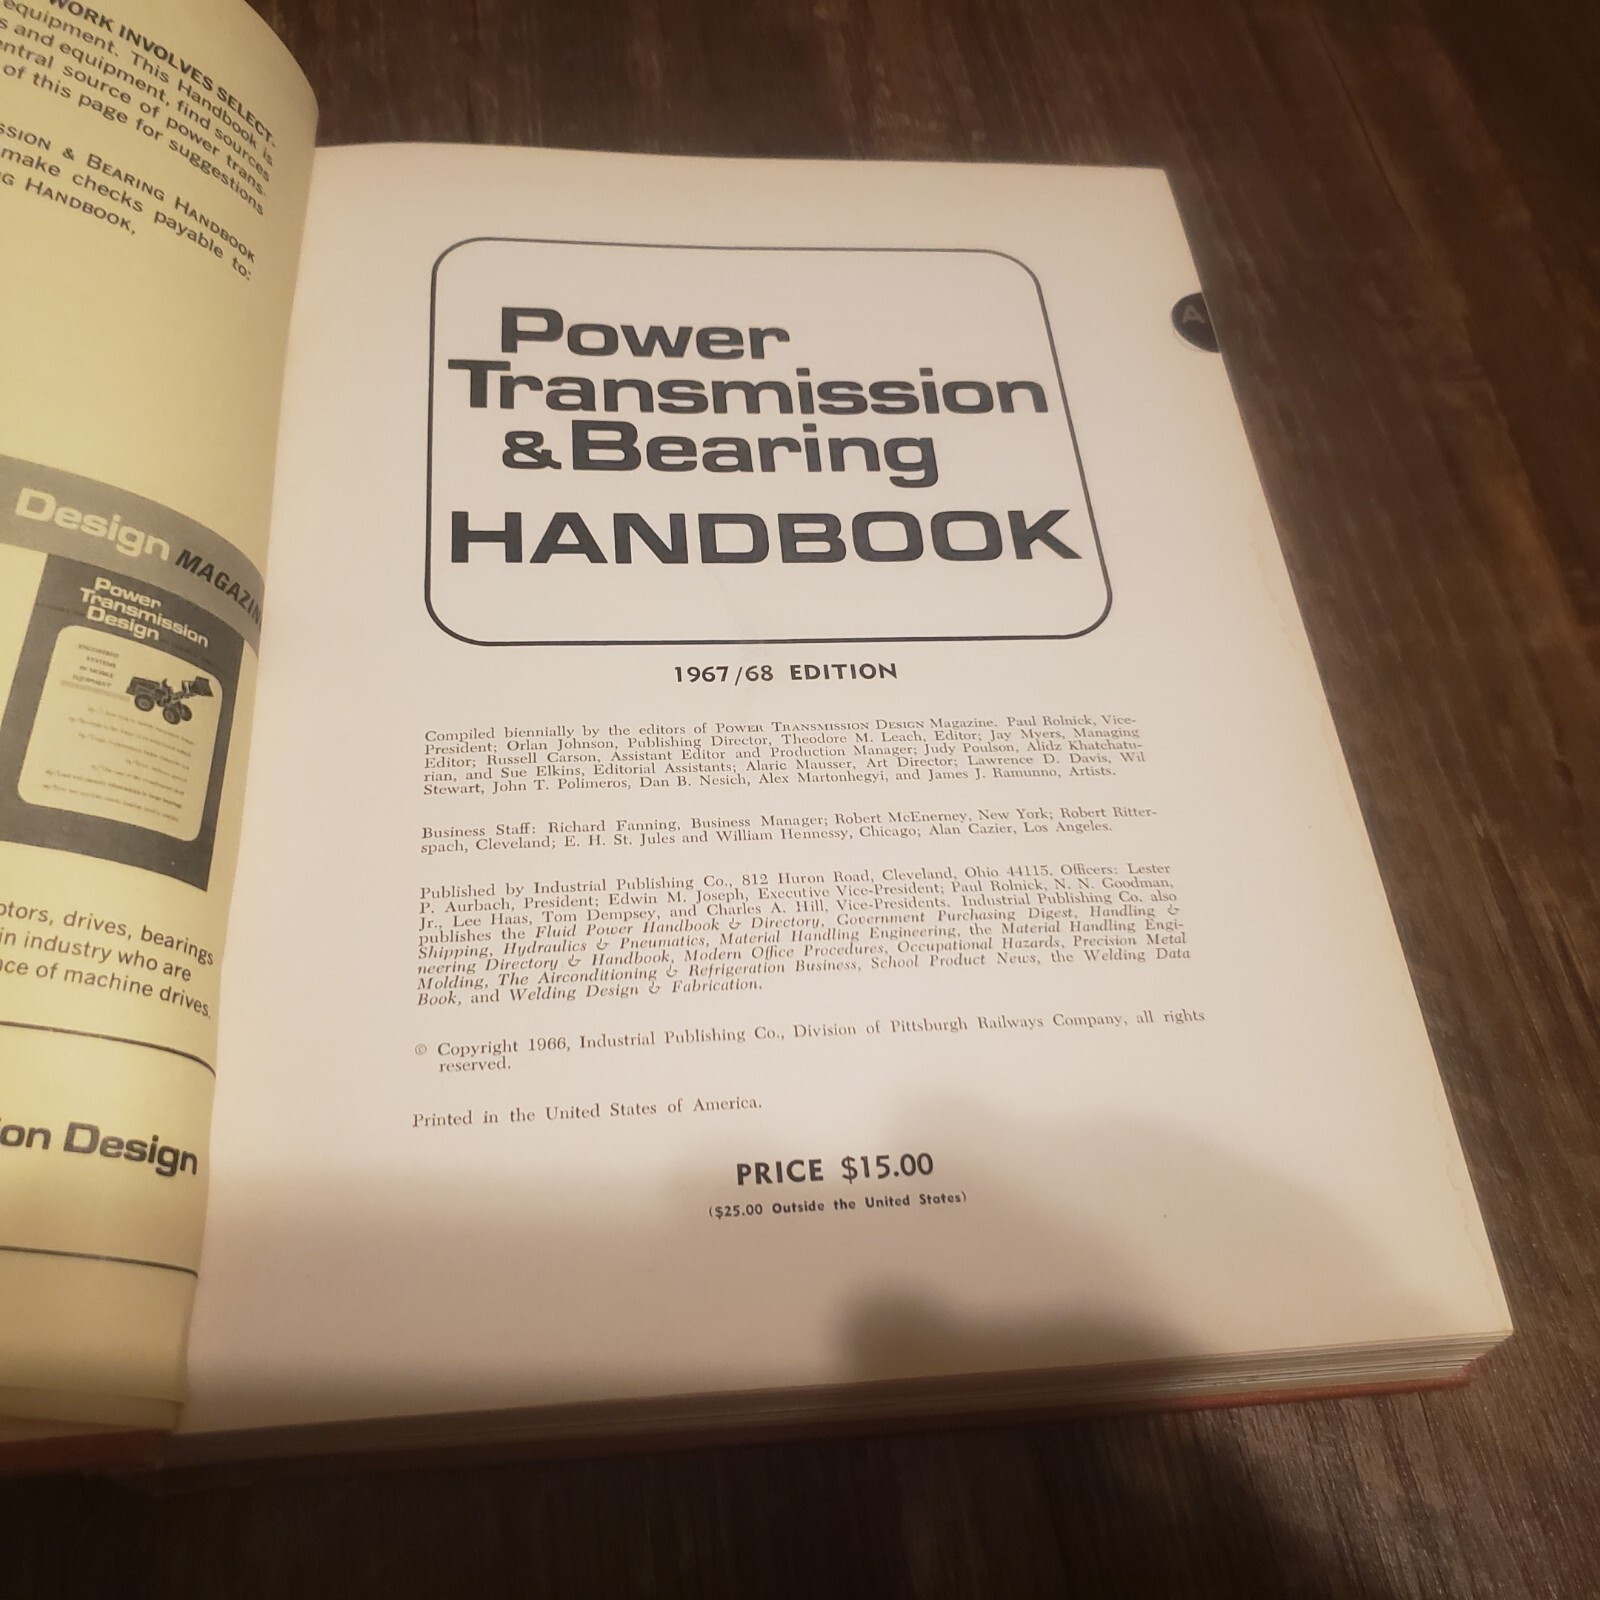 WORK INVOLVES SELECT-
equipment. This Handbook is
s and equipment, find sources
entral source of power trans-
of this page for suggestions
SSION & BEARING HANDBOOK
make checks payable to:
NG HANDBOOK,
Design MAGAZIN
Power
Transmission
Design
ENGINEERED
SYSTEMS
IN MOBILE
EQUIPMENT
otors, drives, bearings
in industry who are
nce of machine drives.
ion Design
A
Power
Transmission
& Bearing
HANDBOOK
1967/68 EDITION
Compiled biennially by the editors of POWER TRANSMISSION DESIGN Magazine. Paul Rolnick, Vice-
President; Orlan Johnson, Publishing Director, Theodore M. Leach, Editor; Jay Myers, Managing
Editor; Russell Carson, Assistant Editor and Production Manager; Judy Poulson, Alidz Khatchatu-
rian, and Sue Elkins, Editorial Assistants; Alaric Mausser, Art Director; Lawrence D. Davis, Wil
Stewart, John T. Polimeros, Dan B. Nesich, Alex Martonhegyi, and James J. Ramunno, Artists.
Business Staff: Richard Fanning, Business Manager; Robert McEnerney, New York; Robert Ritter-
spach, Cleveland; E. H. St. Jules and William Hennessy, Chicago; Alan Cazier, Los Angeles.
Published by Industrial Publishing Co., 812 Huron Road, Cleveland, Ohio 44115. Officers: Lester
P. Aurbach, President; Edwin M. Joseph, Executive Vice-President; Paul Rolnick, N. N. Goodman,
Jr., Lee Haas, Tom Dempsey, and Charles A. Hill, Vice-Presidents. Industrial Publishing Co. also
publishes the Fluid Power Handbook & Directory, Government Purchasing Digest, Handling &
Shipping, Hydraulics & Pneumatics, Material Handling Engineering, the Material Handling Engi-
neering Directory & Handbook, Modern Office Procedures, Occupational Hazards, Precision Metal
Molding, The Airconditioning & Refrigeration Business, School Product News, the Welding Data
Book, and Welding Design & Fabrication.
© Copyright 1966, Industrial Publishing Co., Division of Pittsburgh Railways Company, all rights
reserved.
Printed in the United States of America.
PRICE $15.00
($25.00 Outside the United States)